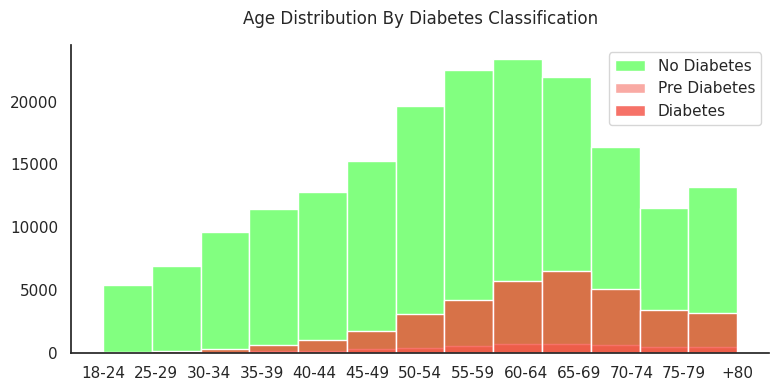 Age Distribution By Diabetes Classification
No Diabetes
Pre Diabetes
Diabetes
20000
15000
10000
5000
0
18-24 25-29 30-34 35-39 40-44 45-49 50-54 55-59 60-64 65-69 70-74 75-79 +80